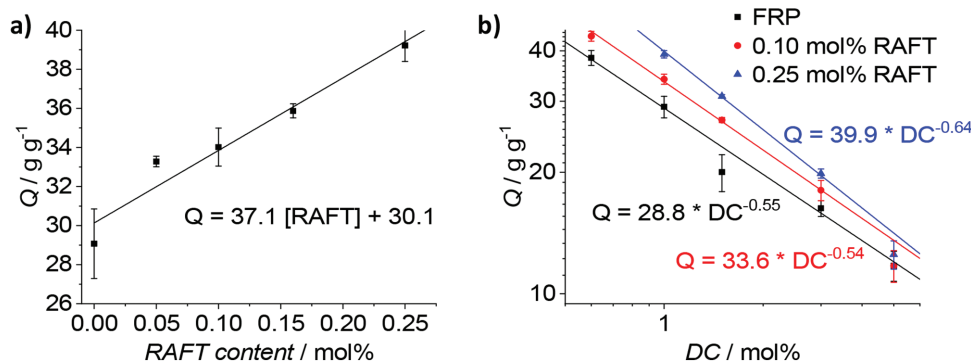 a)
40
38
36
34
32
30
28
26
Q / g g⁻¹
Q = 37.1 [RAFT] + 30.1
0.00 0.05 0.10 0.15 0.20 0.25
RAFT content / mol%
b)
FRP
0.10 mol% RAFT
0.25 mol% RAFT
40
30
20
10
Q / g g⁻¹
Q = 39.9 * DC⁻⁰·⁶⁴
Q = 28.8 * DC⁻⁰·⁵⁵
Q = 33.6 * DC⁻⁰·⁵⁴
1
DC / mol%